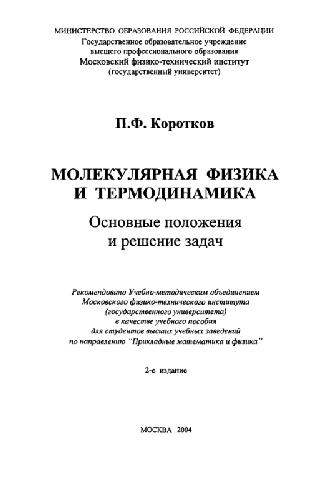 МИНИСТЕРСТВО ОБРАЗОВАНИЯ РОССИЙСКОЙ ФЕДЕРАЦИИ
Государственное образовательное учреждение
высшего профессионального образования
Московский физико-технический институт
(государственный университет)
П.Ф. Коротков
МОЛЕКУЛЯРНАЯ ФИЗИКА
И ТЕРМОДИНАМИКА
Основные положения
и решение задач
Рекомендовано Учебно-методическим объединением
Московского физико-технического института
(государственного университета)
в качестве учебного пособия
для студентов высших учебных заведений
по направлению "Прикладные математика и физика"
2-е издание
МОСКВА 2004